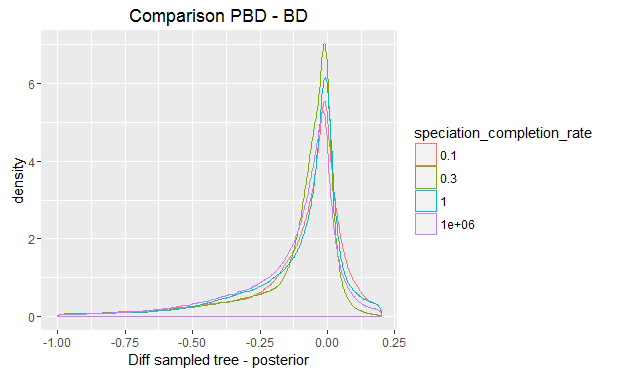 Comparison PBD - BD
density
6
4
2
0
-1.00 -0.75 -0.50 -0.25 0.00 0.25
Diff sampled tree - posterior
speciation_completion_rate
0.1
0.3
1
1e+06